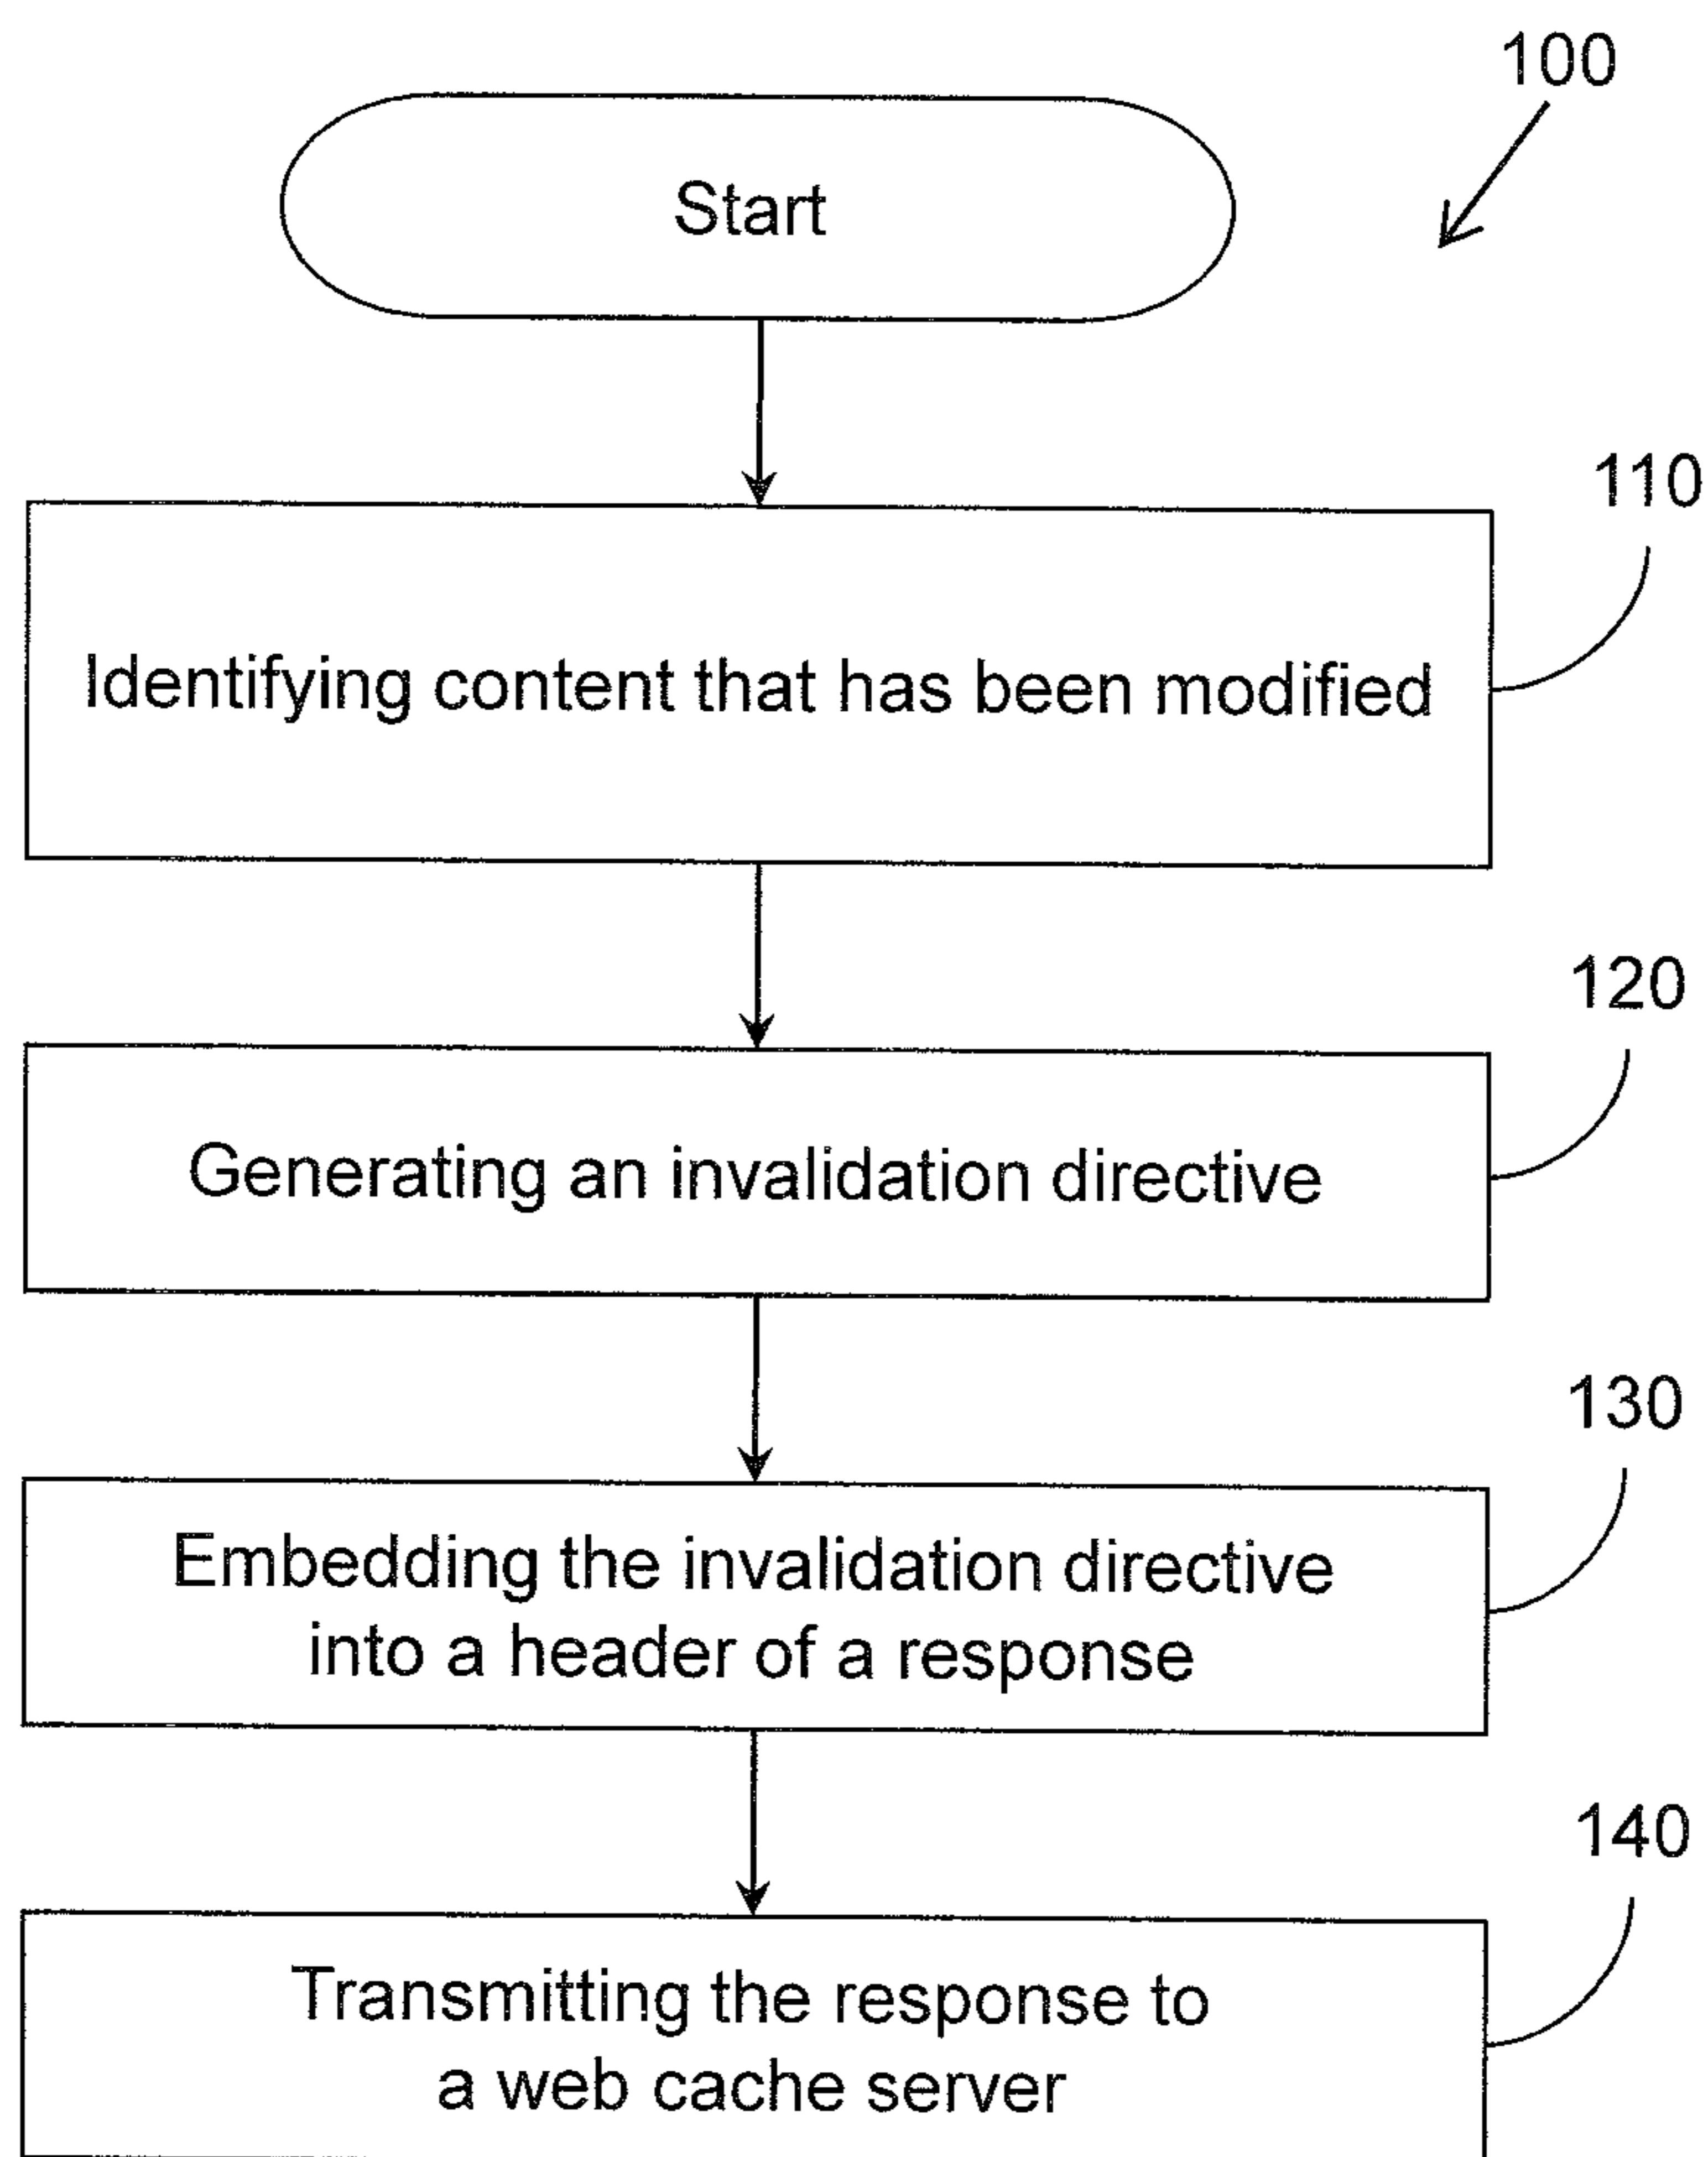 100
Start
110
Identifying content that has been modified
120
Generating an invalidation directive
130
Embedding the invalidation directive
into a header of a response
140
Transmitting the response to
a web cache server